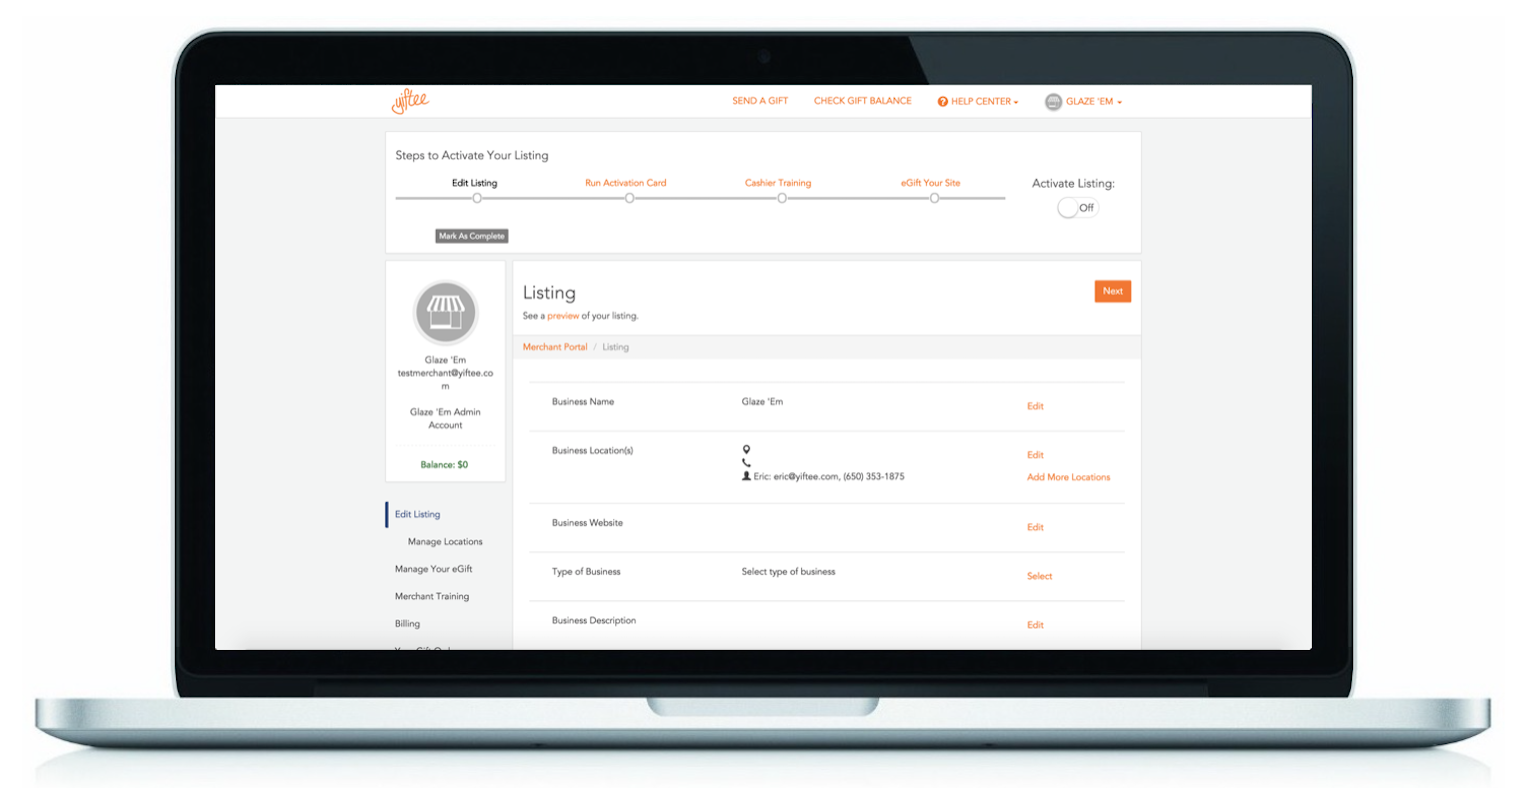 yiftee
SEND A GIFT
CHECK GIFT BALANCE
? HELP CENTER
GLAZE 'EM
Steps to Activate Your Listing
Edit Listing
Run Activation Card
Cashier Training
eGift Your Site
Activate Listing:
Off
Mark As Complete
Glaze 'Em
testmerchant@yiftee.co
m
Glaze 'Em Admin
Account
Balance: $0
Edit Listing
Manage Locations
Manage Your eGift
Merchant Training
Billing
Listing
Next
See a preview of your listing.
Merchant Portal / Listing
Business Name
Glaze 'Em
Edit
Business Location(s)
Edit
Eric: eric@yiftee.com, (650) 353-1875
Add More Locations
Business Website
Edit
Type of Business
Select type of business
Select
Business Description
Edit